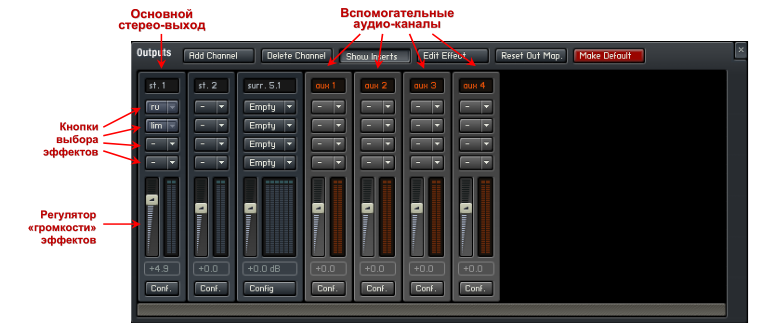 Основной
стерео-выход
Вспомогательные
аудио-каналы
Outputs Add Channel Delete Channel Show Inserts Edit Effect Reset Out Map. Make Default ×
st. 1 st. 2 surr. 5.1 aux 1 aux 2 aux 3 aux 4
rv - Empty - - - -
lim - Empty - - - -
- - Empty - - - -
- - Empty - - - -
Кнопки
выбора
эффектов
Регулятор
«громкости»
эффектов
+4.9 +0.0 +0.0 dB +0.0 +0.0 +0.0 +0.0
Conf. Conf. Config Conf. Conf. Conf. Conf.